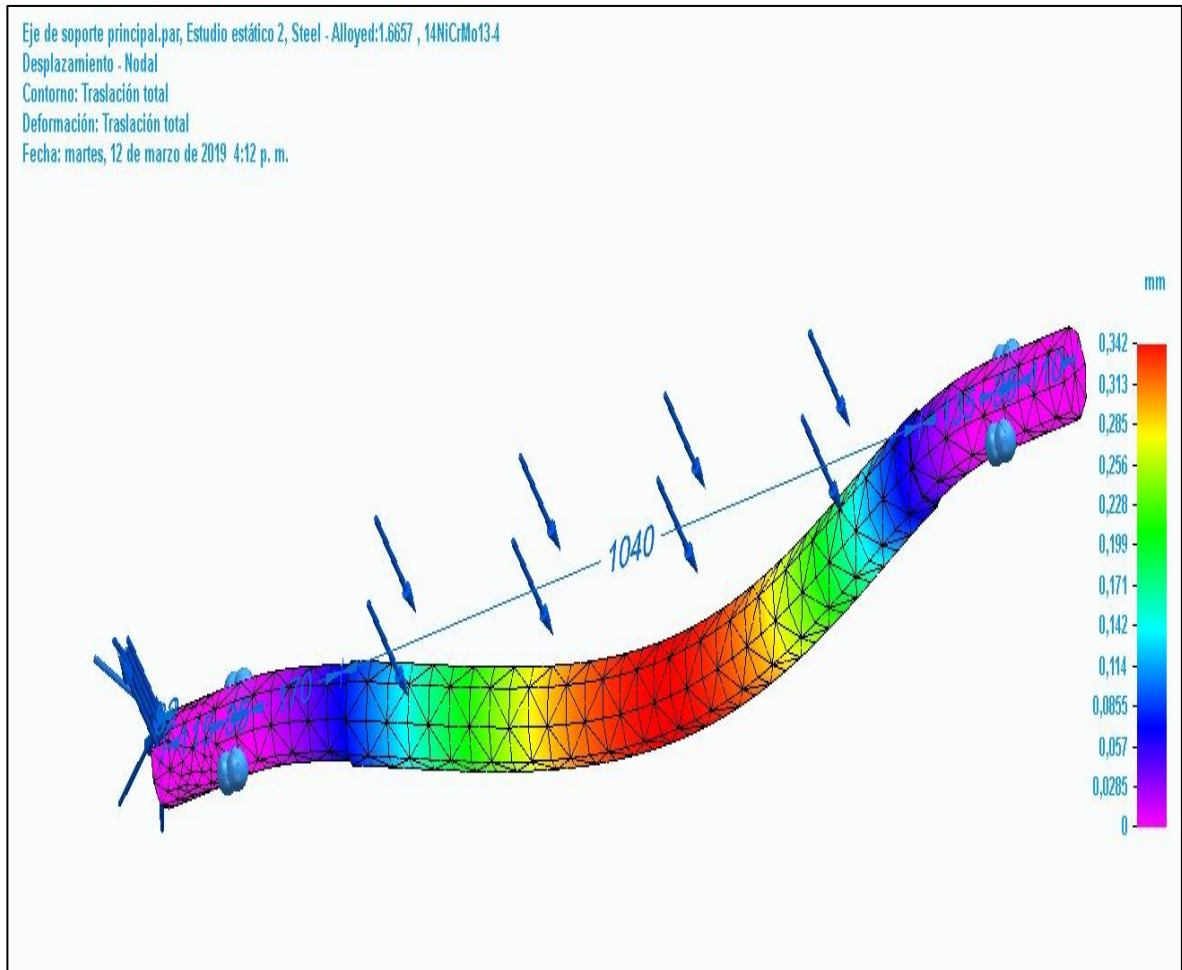 Eje de soporte principal.par, Estudio estático 2, Steel - Alloyed:1.6657 , 14NiCrMo13-4
Desplazamiento - Nodal
Contorno: Traslación total
Deformación: Traslación total
Fecha: martes, 12 de marzo de 2019 4:12 p. m.
mm
0,342
0,313
0,285
0,256
0,228
0,199
0,171
0,142
0,114
0,0855
0,057
0,0285
0
1040